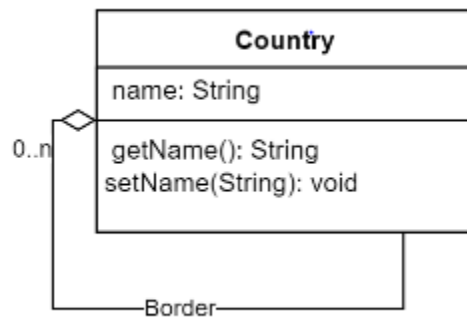 Country
name: String
0..n
getName(): String
setName(String): void
Border